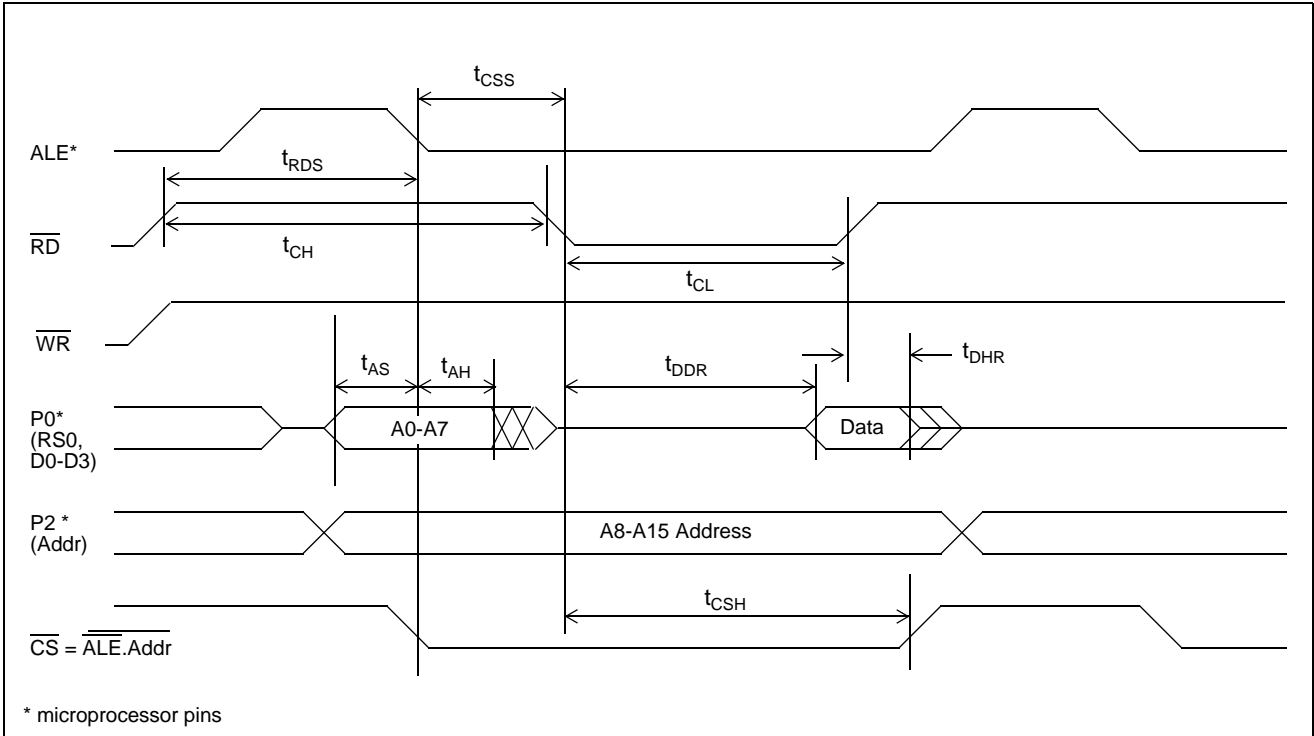 tCSS
ALE*
tRDS
RD
tCH
tCL
WR
tAS
tAH
tDDR
tDHR
P0*
(RS0,
D0-D3)
A0-A7
Data
P2 *
(Addr)
A8-A15 Address
tCSH
CS = ALE.Addr
* microprocessor pins